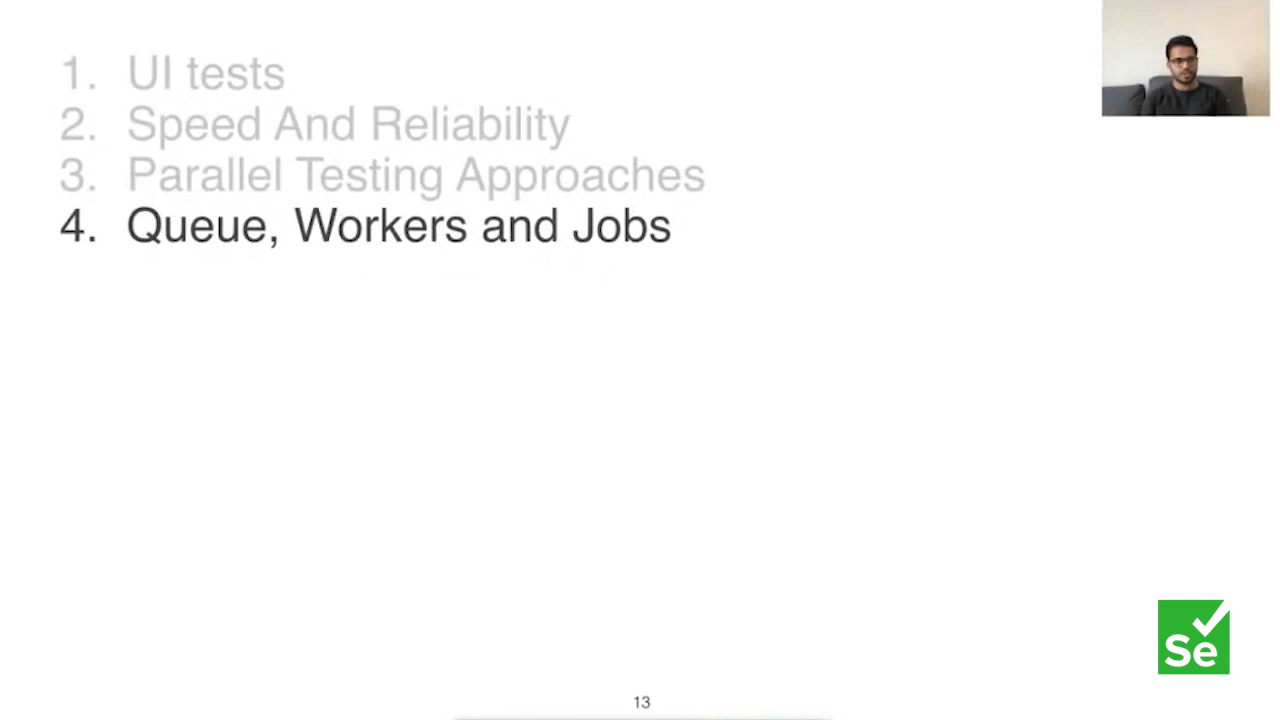 1. UI tests
2. Speed And Reliability
3. Parallel Testing Approaches
4. Queue, Workers and Jobs
Se
13